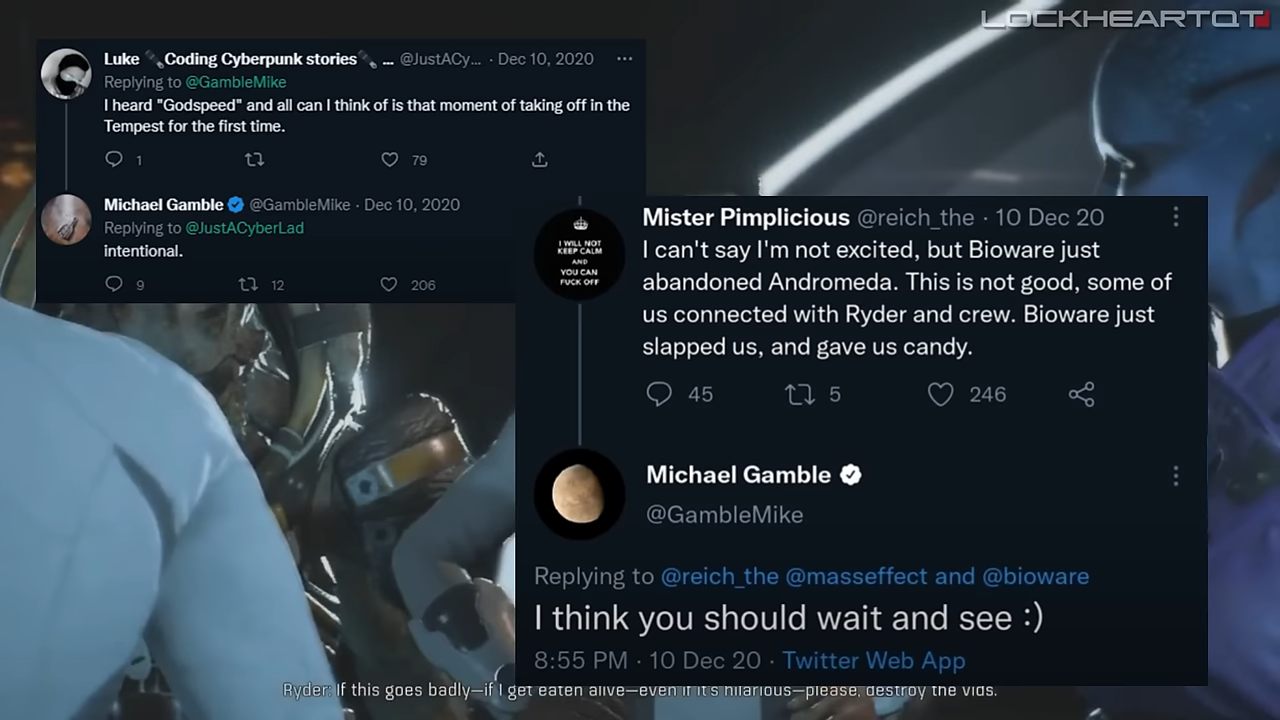 LOCKHEARTQT
Luke Coding Cyberpunk stories ... @JustACy... · Dec 10, 2020
Replying to @GambleMike
I heard "Godspeed" and all can I think of is that moment of taking off in the
Tempest for the first time.
1 79
Michael Gamble @GambleMike · Dec 10, 2020
Replying to @JustACyberLad
intentional.
9 12 206
I WILL NOT
KEEP CALM
AND
YOU CAN
FUCK OFF
Mister Pimplicious @reich_the · 10 Dec 20
I can't say I'm not excited, but Bioware just
abandoned Andromeda. This is not good, some of
us connected with Ryder and crew. Bioware just
slapped us, and gave us candy.
45 5 246
Michael Gamble
@GambleMike
Replying to @reich_the @masseffect and @bioware
I think you should wait and see :)
8:55 PM · 10 Dec 20 · Twitter Web App
Ryder: If this goes badly—if I get eaten alive—even if it's hilarious—please, destroy the vids.